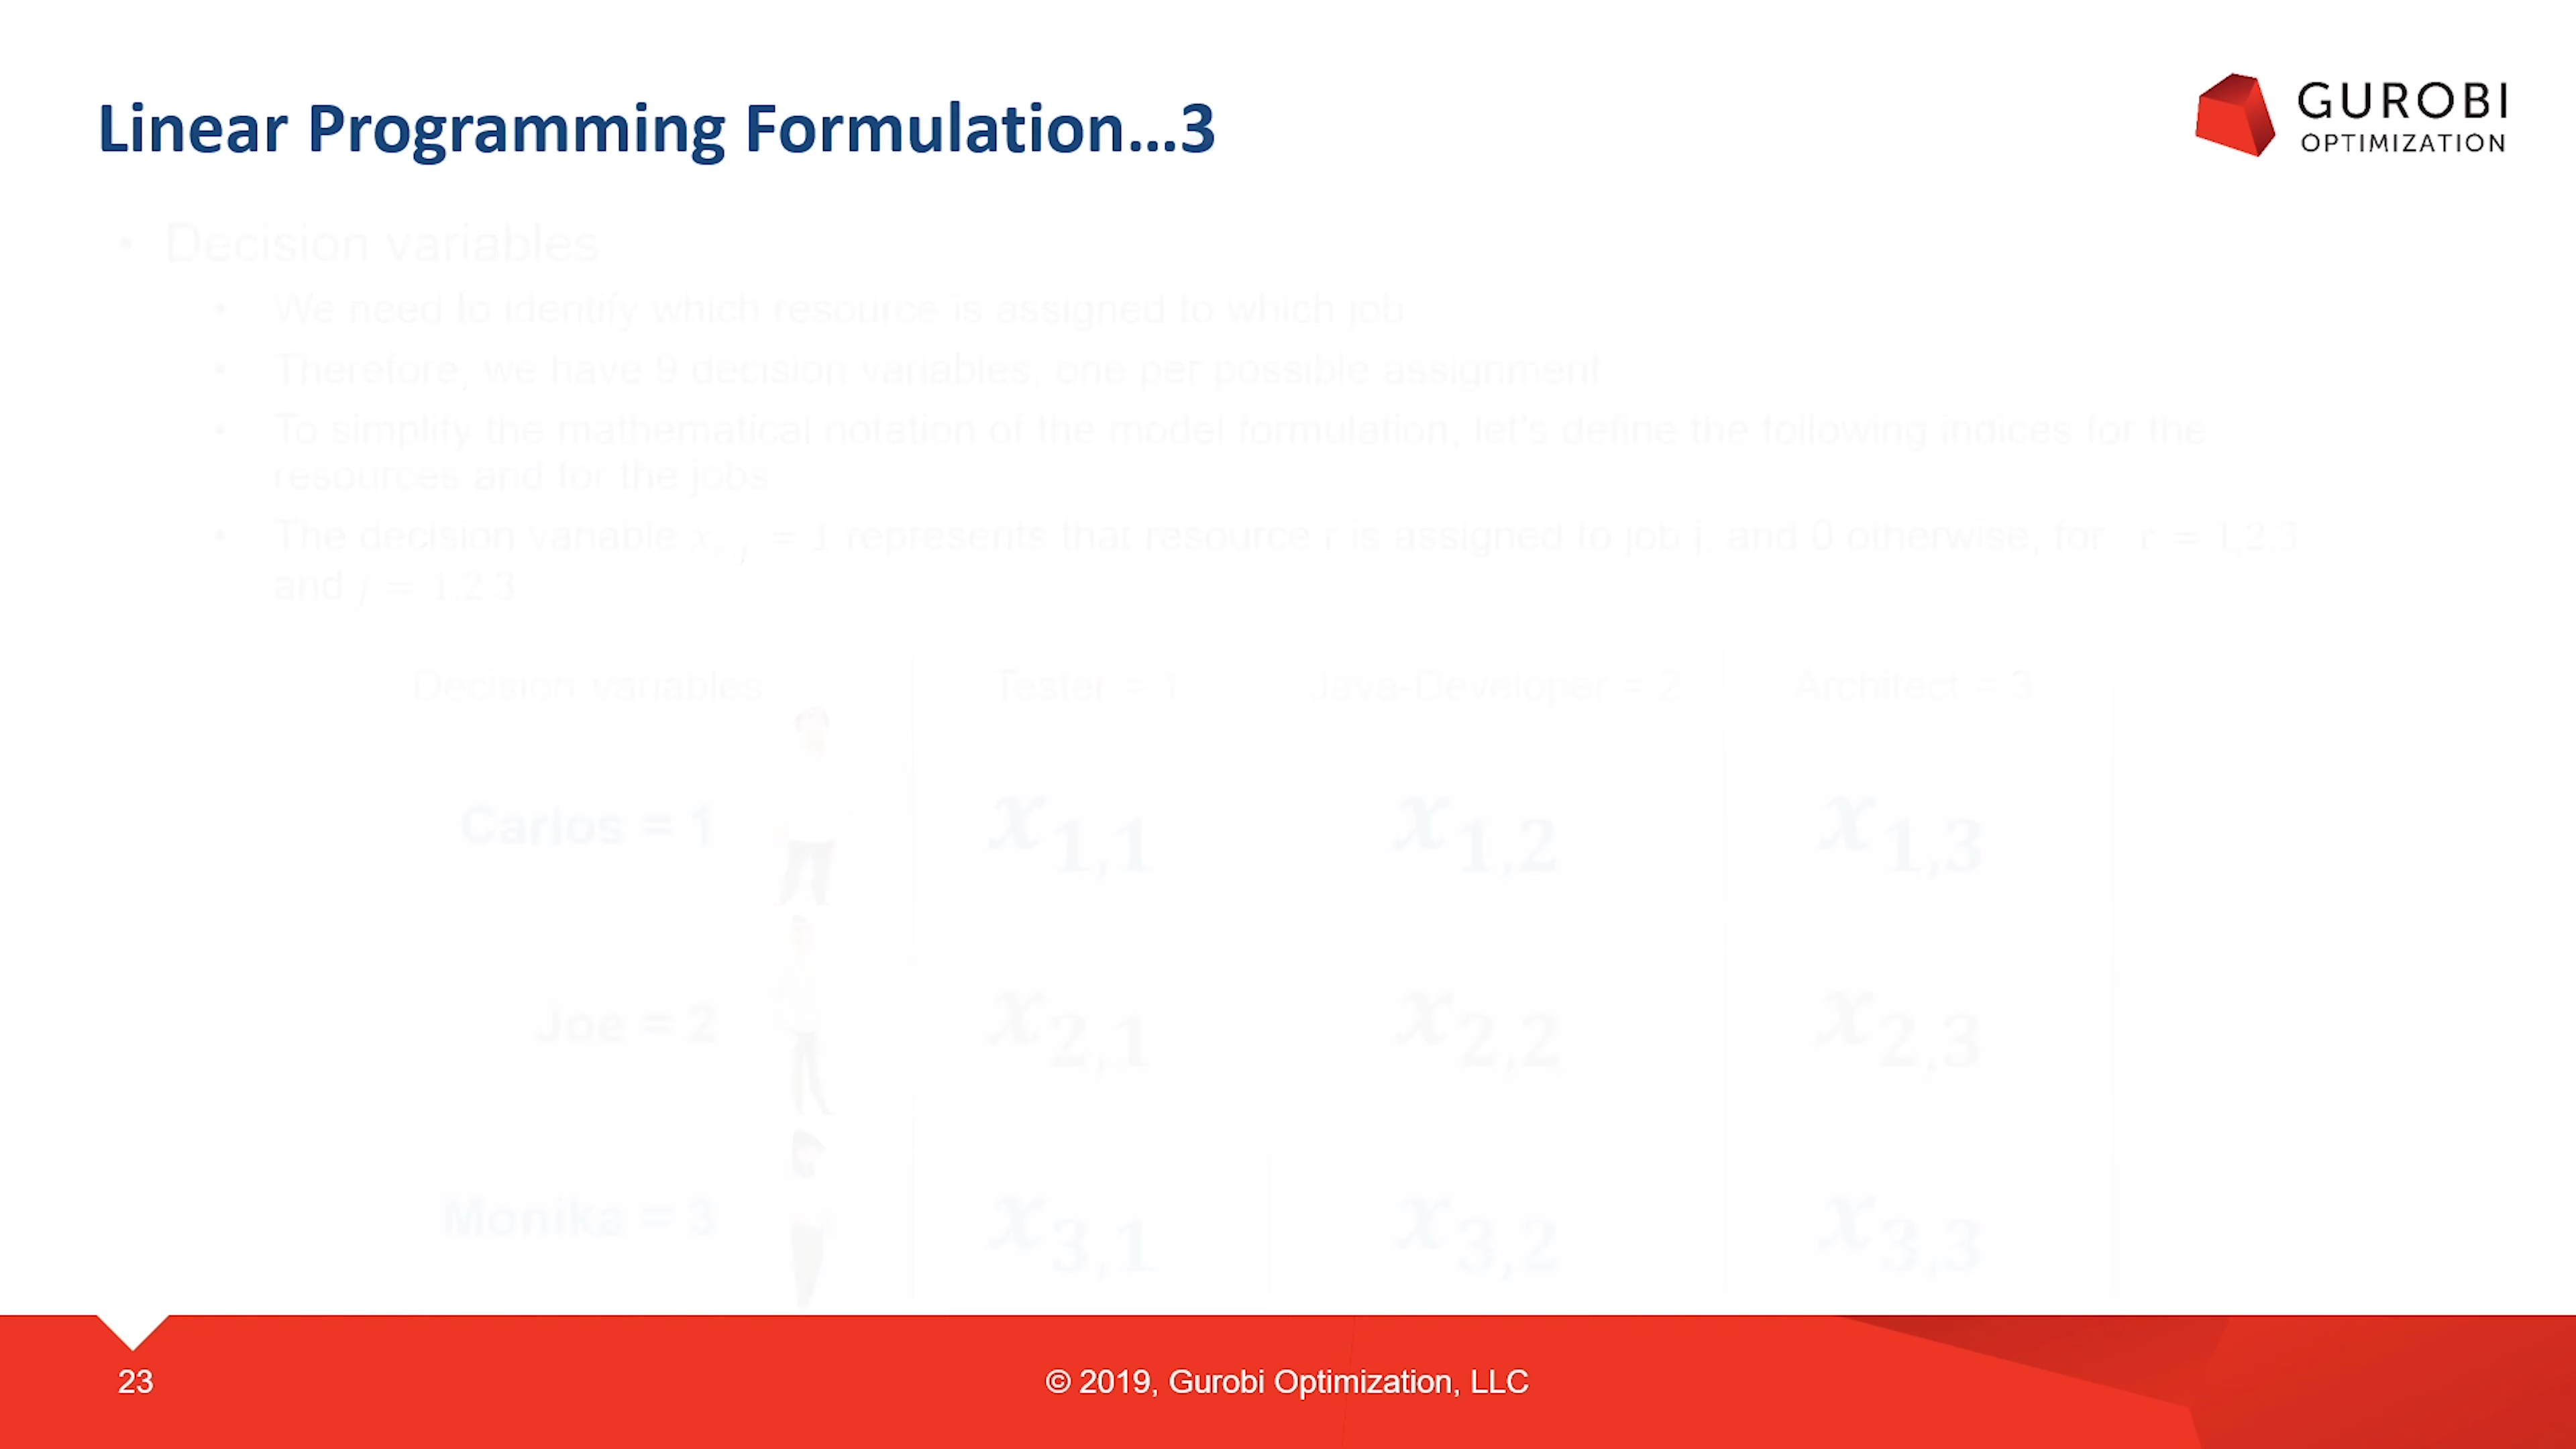 Linear Programming Formulation...3
GUROBI
OPTIMIZATION
• Decision variables
• We need to identify which resource is assigned to which job
• Therefore, we have 9 decision variables, one per possible assignment
• To simplify the mathematical notation of the model formulation, let's define the following indices for the
resources and for the jobs
• The decision variable x r,j = 1 represents that resource r is assigned to job j, and 0 otherwise, for r = 1,2,3
and j = 1,2,3.
Decision variables Tester = 1 Java-Developer = 2 Architect = 3
Carlos = 1 x1,1 x1,2 x1,3
Joe = 2 x2,1 x2,2 x2,3
Monika = 3 x3,1 x3,2 x3,3
23 © 2019, Gurobi Optimization, LLC